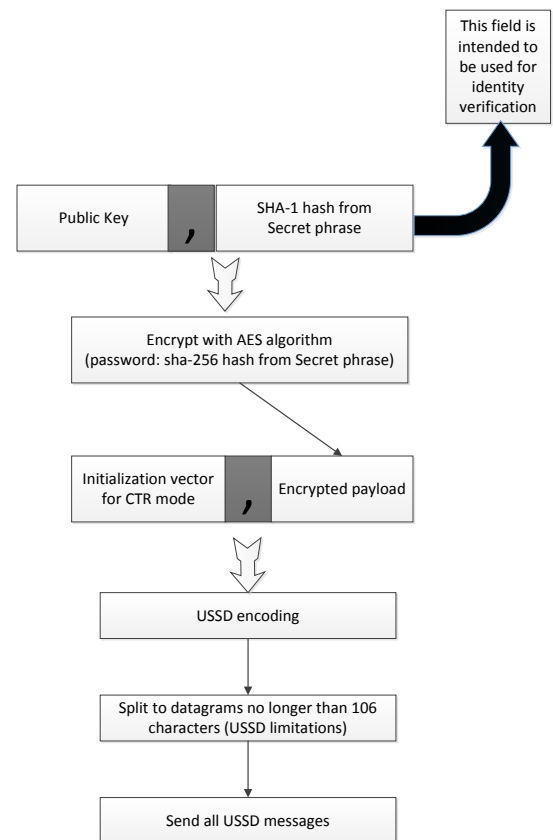 This field is
intended to
be used for
identity
verification
Public Key
,
SHA-1 hash from
Secret phrase
Encrypt with AES algorithm
(password: sha-256 hash from Secret phrase)
Initialization vector
for CTR mode
,
Encrypted payload
USSD encoding
Split to datagrams no longer than 106
characters (USSD limitations)
Send all USSD messages